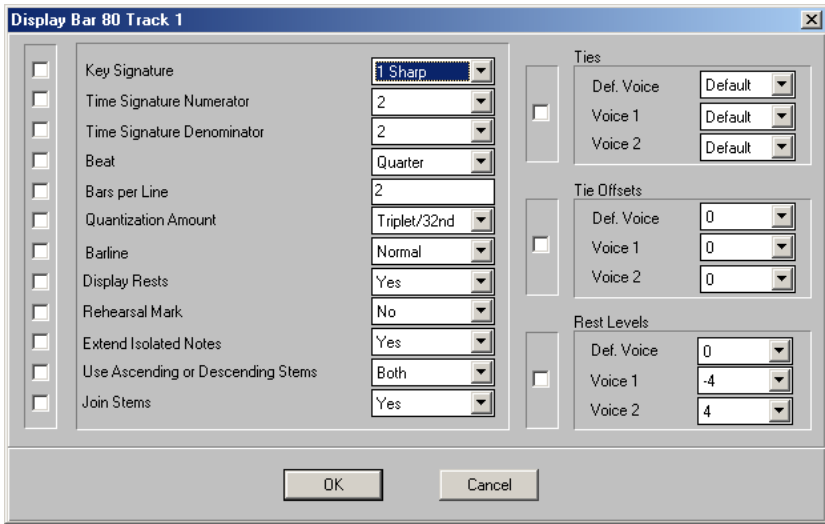 Display Bar 80 Track 1
Key Signature 1 Sharp
Time Signature Numerator 2
Time Signature Denominator 2
Beat Quarter
Bars per Line 2
Quantization Amount Triplet/32nd
Barline Normal
Display Rests Yes
Rehearsal Mark No
Extend Isolated Notes Yes
Use Ascending or Descending Stems Both
Join Stems Yes
Ties
Def. Voice Default
Voice 1 Default
Voice 2 Default
Tie Offsets
Def. Voice 0
Voice 1 0
Voice 2 0
Rest Levels
Def. Voice 0
Voice 1 -4
Voice 2 4
OK Cancel